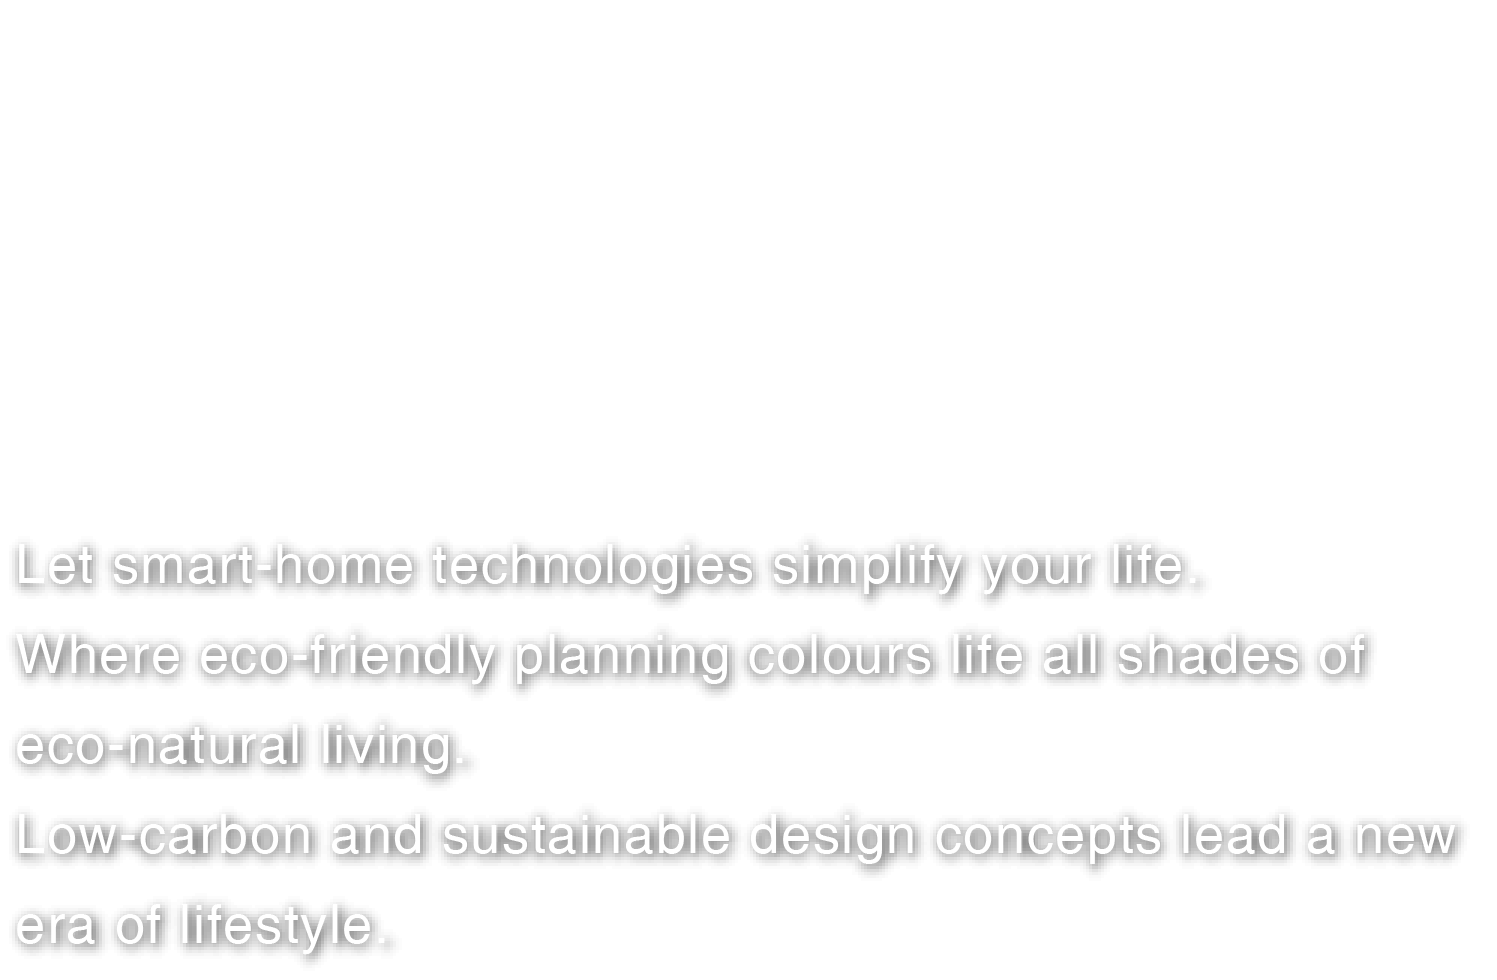 Let smart-home technologies simplify your life.
Where eco-friendly planning colours life all shades of
eco-natural living.
Low-carbon and sustainable design concepts lead a new
era of lifestyle.